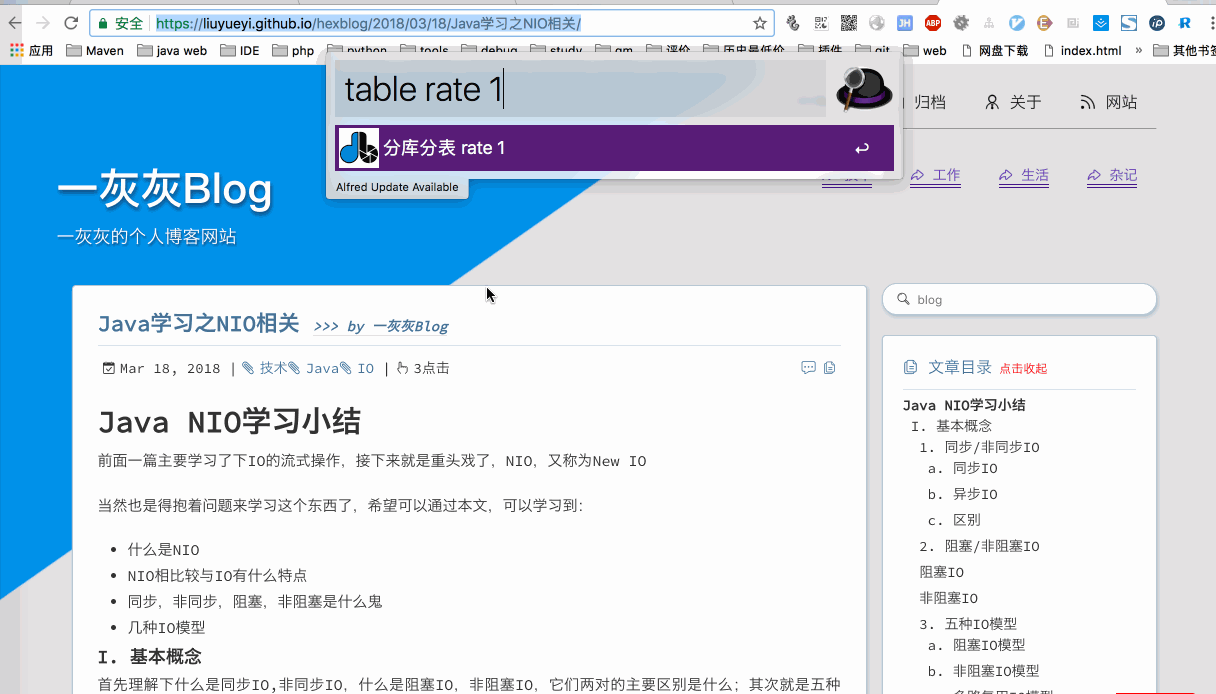 安全 https://liuyueyi.github.io/hexblog/2018/03/18/Java学习之NIO相关/
应用 Maven java web IDE php python tools debug study qm 评价 历史最低价 插件 git web 网盘下载 index.html » 其他书签
table rate 1
分库分表 rate 1
Alfred Update Available
归档 关于 网站
工作 生活 杂记
一灰灰Blog
一灰灰的个人博客网站
blog
Java学习之NIO相关 >>> by 一灰灰Blog
Mar 18, 2018 | 技术 Java IO | 3点击
Java NIO学习小结
前面一篇主要学习了下IO的流式操作，接下来就是重头戏了，NIO，又称为New IO
当然也是得抱着问题来学习这个东西了，希望可以通过本文，可以学习到：
• 什么是NIO
• NIO相比较与IO有什么特点
• 同步，非同步，阻塞，非阻塞是什么鬼
• 几种IO模型
I. 基本概念
首先理解下什么是同步IO,非同步IO，什么是阻塞IO，非阻塞IO，它们两对的主要区别是什么；其次就是五种
文章目录 点击收起
Java NIO学习小结
I. 基本概念
1. 同步/非同步IO
a. 同步IO
b. 异步IO
c. 区别
2. 阻塞/非阻塞IO
阻塞IO
非阻塞IO
3. 五种IO模型
a. 阻塞IO模型
b. 非阻塞IO模型